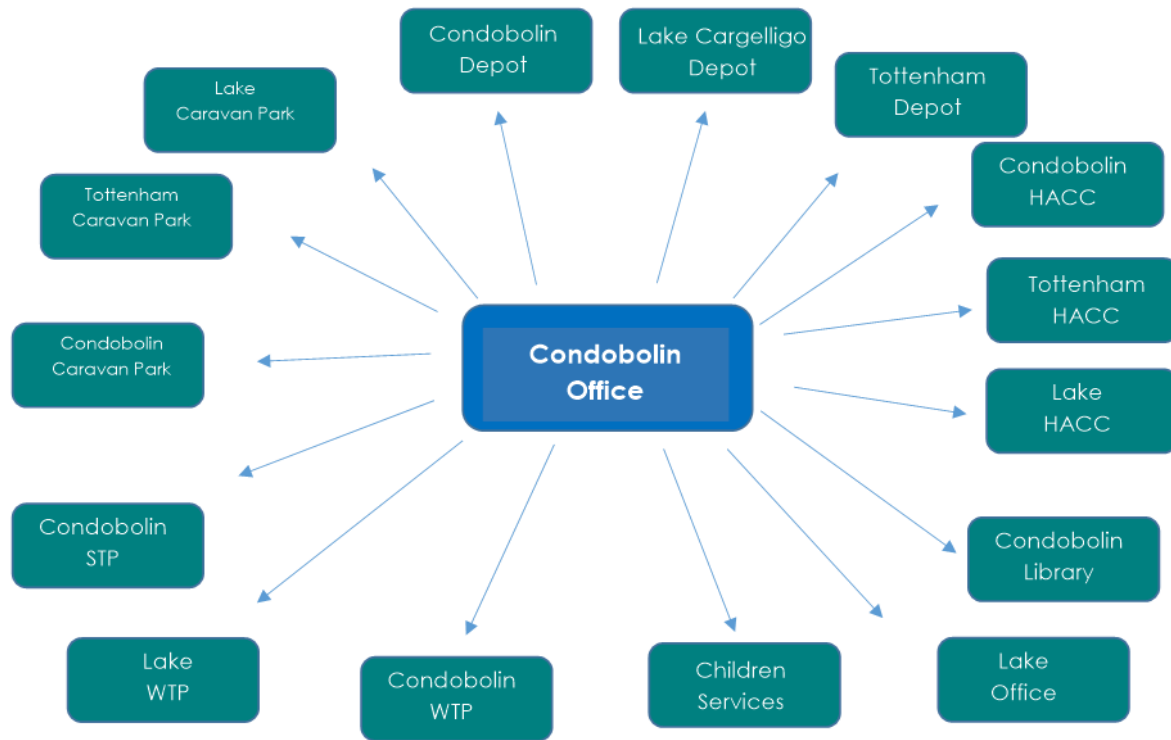 Condobolin
Depot
Lake Cargelligo
Depot
Tottenham
Depot
Lake
Caravan Park
Condobolin
HACC
Tottenham
Caravan Park
Tottenham
HACC
Condobolin
Office
Condobolin
Caravan Park
Lake
HACC
Condobolin
STP
Condobolin
Library
Lake
WTP
Condobolin
WTP
Children
Services
Lake
Office